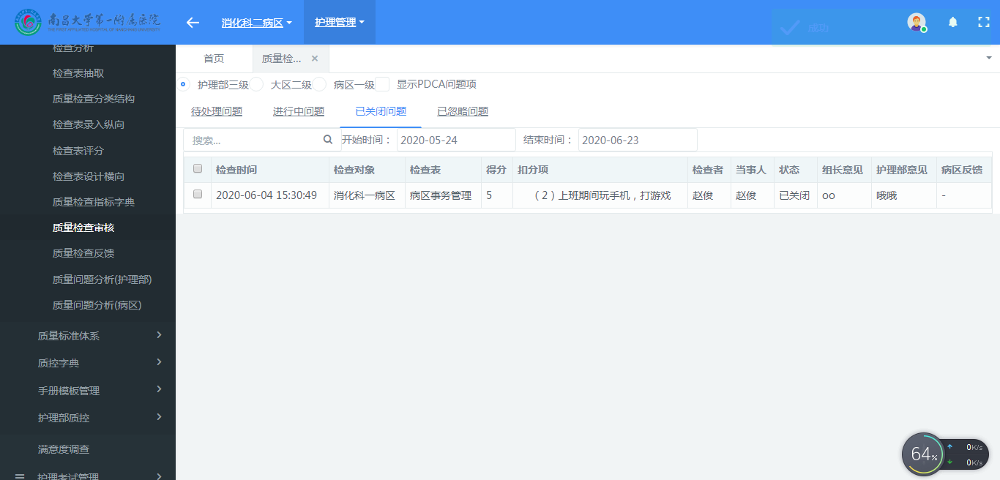 南昌大学第一附属医院
THE FIRST AFFILIATED HOSPITAL OF NANCHANG UNIVERSITY
消化科二病区
护理管理
成功
检查分析
检查表抽取
质量检查分类结构
检查表录入纵向
检查表评分
检查表设计横向
质量检查指标字典
质量检查审核
质量检查反馈
质量问题分析(护理部)
质量问题分析(病区)
质量标准体系
质控字典
手册模板管理
护理部质控
满意度调查
护理考试管理
首页 质量检...
护理部三级 大区二级 病区一级 显示PDCA问题项
待处理问题 进行中问题 已关闭问题 已忽略问题
搜索... 开始时间： 2020-05-24 结束时间： 2020-06-23
检查时间 检查对象 检查表 得分 扣分项 检查者 当事人 状态 组长意见 护理部意见 病区反馈
2020-06-04 15:30:49 消化科一病区 病区事务管理 5 （2）上班期间玩手机，打游戏 赵俊 赵俊 已关闭 oo 哦哦 -
64%
0K/s
0K/s